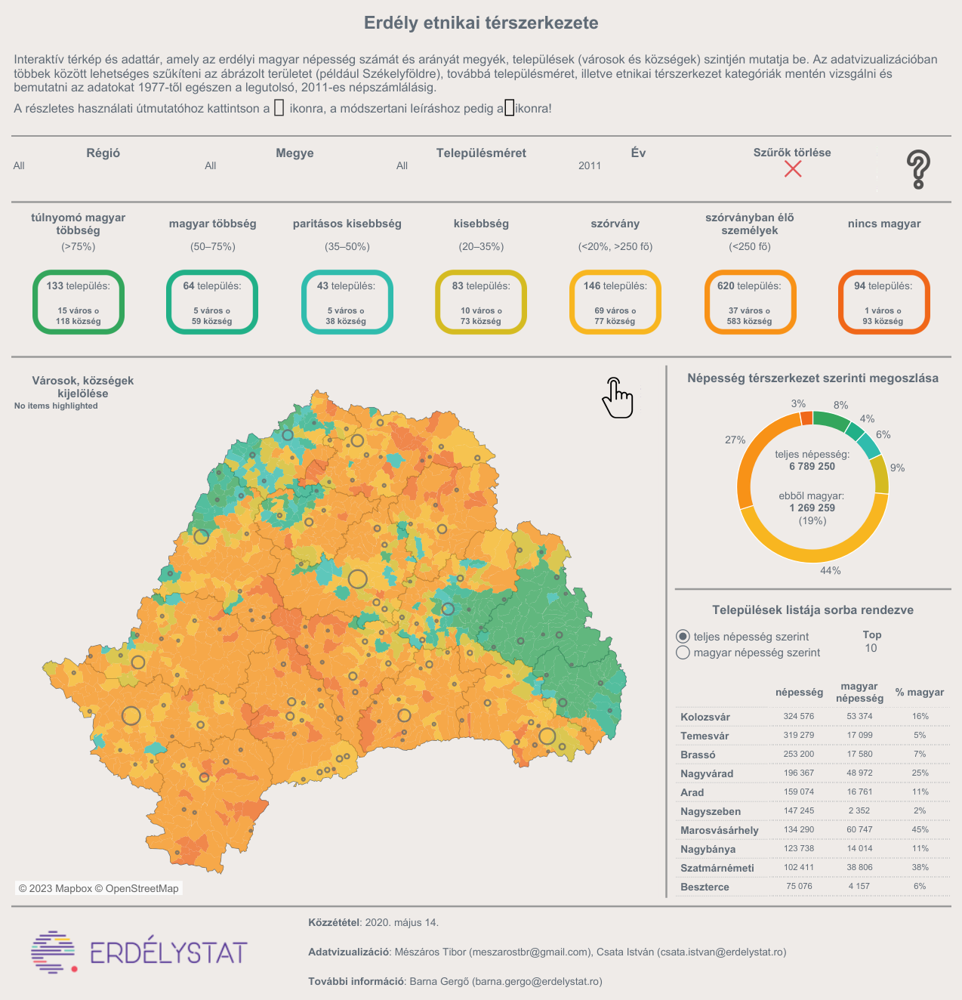 Erdély etnikai térszerkezete
Interaktív térkép és adattár, amely az erdélyi magyar népesség számát és arányát megyék, települések (városok és községek) szintjén mutatja be. Az adatvizualizációban
többek között lehetséges szűkíteni az ábrázolt területet (például Székelyföldre), továbbá településméret, illetve etnikai térszerkezet kategóriák mentén vizsgálni és
bemutatni az adatokat 1977-től egészen a legutolsó, 2011-es népszámlálásig.
A részletes használati útmutatóhoz kattintson a ikonra, a módszertani leíráshoz pedig a ikonra!
Régió Megye Településméret Év Szűrők törlése
All All All 2011
túlnyomó magyar
többség
(>75%)
133 település:
15 város o
118 község
magyar többség
(50–75%)
64 település:
5 város o
59 község
paritásos kisebbség
(35–50%)
43 település:
5 város o
38 község
kisebbség
(20–35%)
83 település:
10 város o
73 község
szórvány
(<20%, >250 fő)
146 település:
69 város o
77 község
szórványban élő
személyek
(<250 fő)
620 település:
37 város o
583 község
nincs magyar
94 település:
1 város o
93 község
Városok, községek
kijelölése
No items highlighted
© 2023 Mapbox © OpenStreetMap
Népesség térszerkezet szerinti megoszlása
3%
8%
4%
6%
9%
44%
27%
teljes népesség:
6 789 250
ebből magyar:
1 269 259
(19%)
Települések listája sorba rendezve
teljes népesség szerint
magyar népesség szerint
Top
10
népesség magyar népesség % magyar
Kolozsvár 324 576 53 374 16%
Temesvár 319 279 17 099 5%
Brassó 253 200 17 580 7%
Nagyvárad 196 367 48 972 25%
Arad 159 074 16 761 11%
Nagyszeben 147 245 2 352 2%
Marosvásárhely 134 290 60 747 45%
Nagybánya 123 738 14 014 11%
Szatmárnémeti 102 411 38 806 38%
Beszterce 75 076 4 157 6%
ERDÉLYSTAT
Közzététel: 2020. május 14.
Adatvizualizáció: Mészáros Tibor (meszarostbr@gmail.com), Csata István (csata.istvan@erdelystat.ro)
További információ: Barna Gergő (barna.gergo@erdelystat.ro)